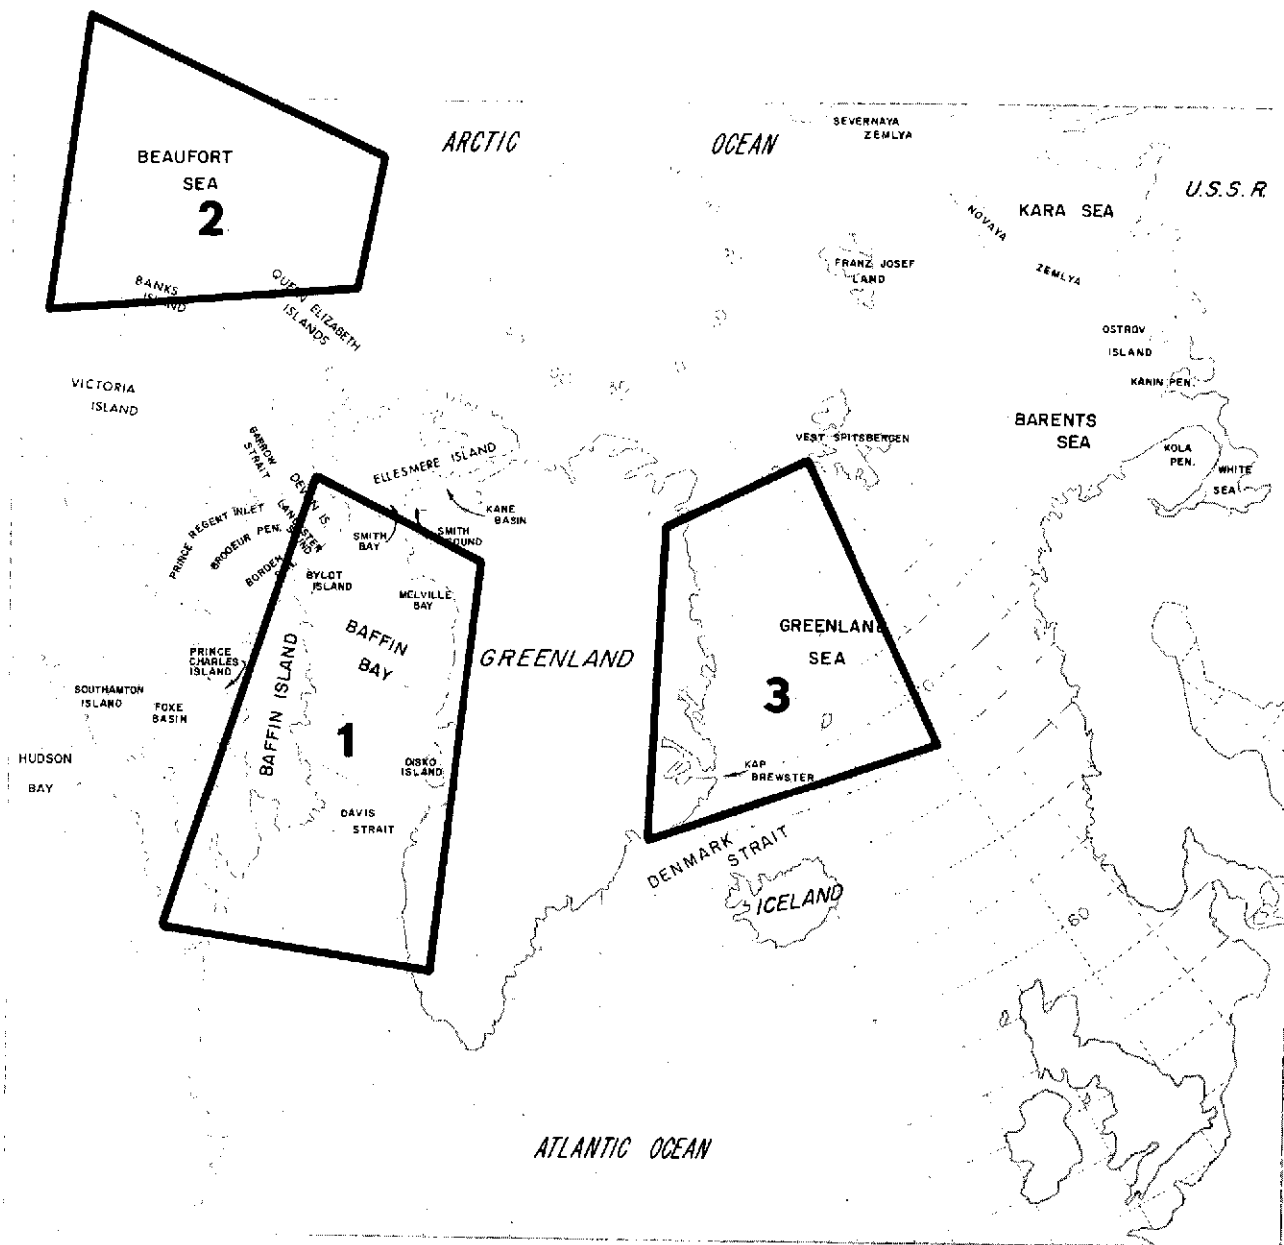 ARCTIC OCEAN
SEVERNAYA
ZEMLYA
U.S.S.R.
BEAUFORT
SEA
2
KARA SEA
NOVAYA
ZEMLYA
FRANZ JOSEF
LAND
BANKS
ISLAND
QUEEN ELIZABETH
ISLANDS
OSTROV
ISLAND
KANIN PEN.
VICTORIA
ISLAND
BARENTS
SEA
VEST SPITSBERGEN
KOLA
PEN.
WHITE
SEA
BARROW
STRAIT
DEVON IS.
ELLESMERE ISLAND
KANE
BASIN
PRINCE REGENT INLET
LANCASTER
SOUND
BRODEUR PEN.
BORDEN
PEN.
SMITH
BAY
SMITH
SOUND
BYLOT
ISLAND
MELVILLE
BAY
BAFFIN
BAY
GREENLAND
GREENLAND
SEA
3
PRINCE
CHARLES
ISLAND
BAFFIN ISLAND
SOUTHAMTON
ISLAND
FOXE
BASIN
1
HUDSON
BAY
DISKO
ISLAND
KAP
BREWSTER
DAVIS
STRAIT
DENMARK
STRAIT
ICELAND
60
ATLANTIC OCEAN